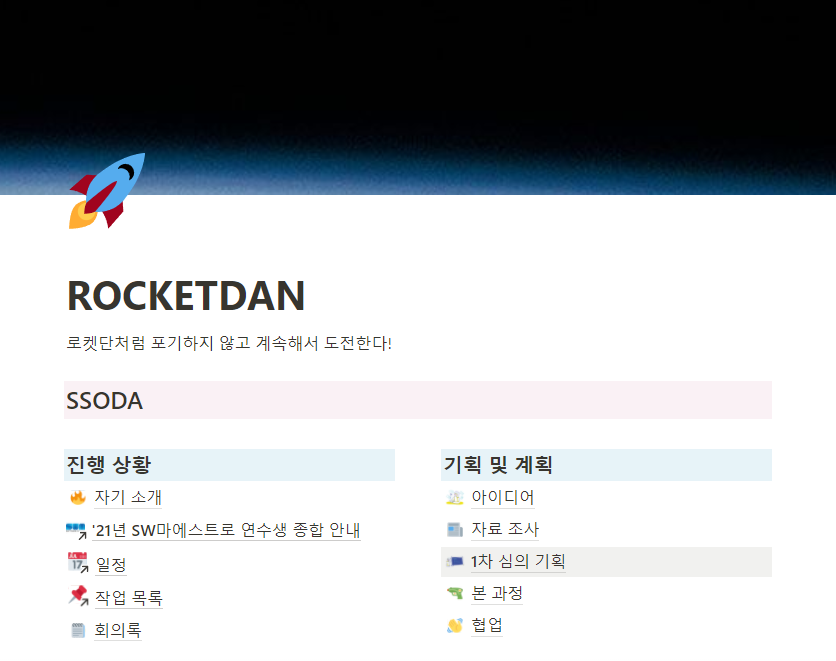 ROCKETDAN
로켓단처럼 포기하지 않고 계속해서 도전한다!
SSODA
진행 상황
자기 소개
'21년 SW마에스트로 연수생 종합 안내
일정
작업 목록
회의록
기획 및 계획
아이디어
자료 조사
1차 심의 기획
본 과정
협업